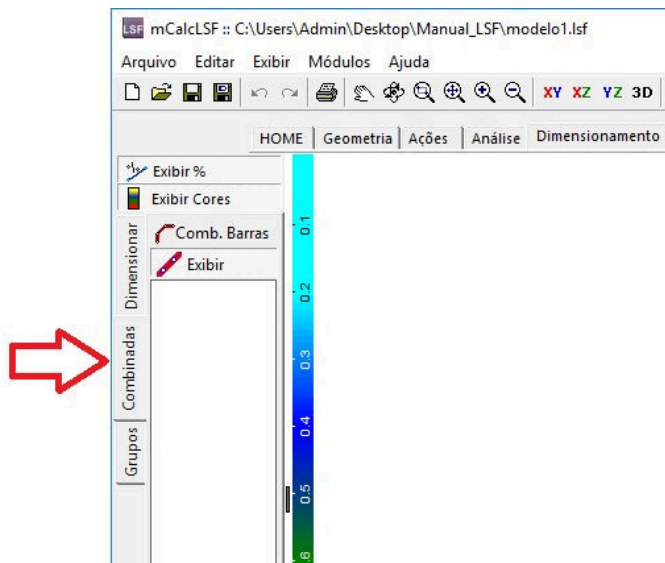 LSF mCalcLSF :: C:\Users\Admin\Desktop\Manual_LSF\modelo1.lsf
Arquivo Editar Exibir Módulos Ajuda
XY XZ YZ 3D
HOME Geometria Ações Análise Dimensionamento
Exibir %
Exibir Cores
Dimensionar
Combinadas
Grupos
Comb. Barras
Exibir
0.1
0.2
0.3
0.4
0.5
.6